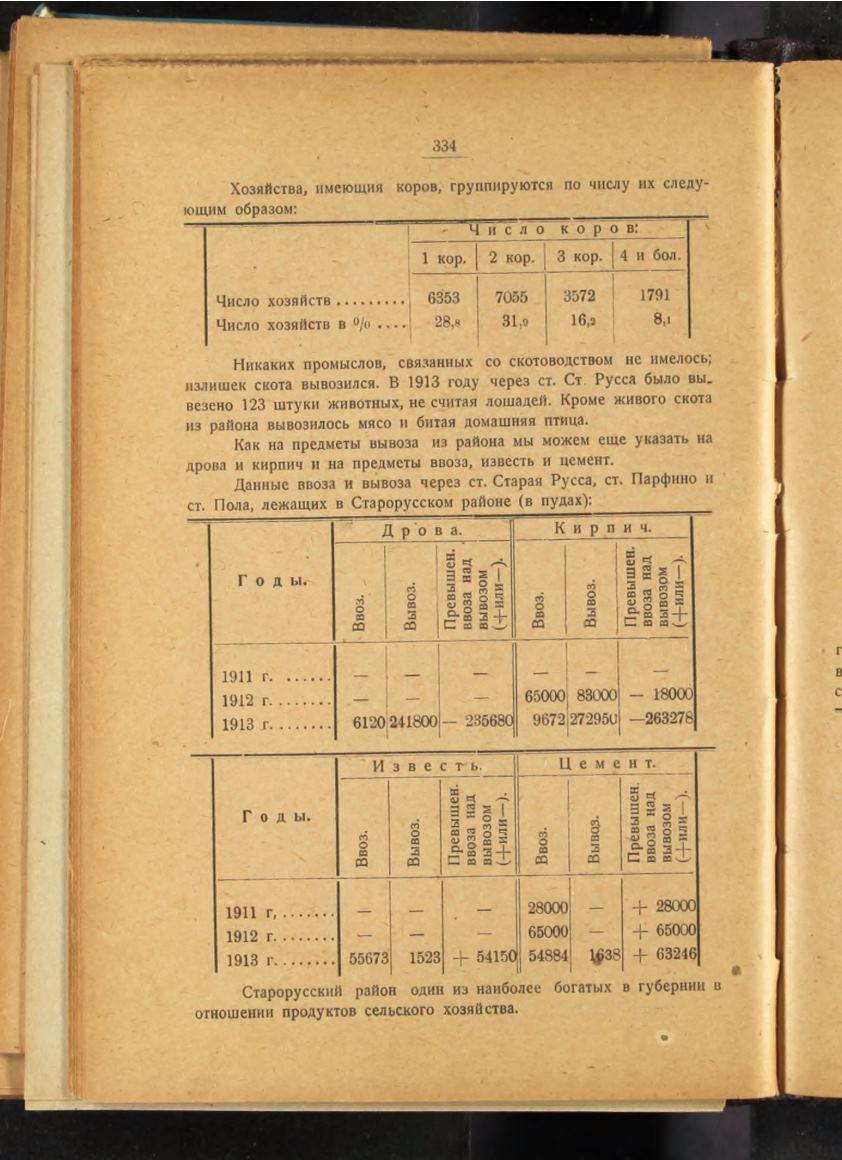 334
Хозяйства, имеющия коров, группируются по числу их следу-
ющим образом:
Число коров:
1 кор. 2 кор. 3 кор. 4 и бол.
Число хозяйств ......... 6353 7055 3572 1791
Число хозяйств в % .... 28,8 31,9 16,2 8,1
Никаких промыслов, связанных со скотоводством не имелось;
излишек скота вывозился. В 1913 году через ст. Ст. Русса было вы-
везено 123 штуки животных, не считая лошадей. Кроме живого скота
из района вывозилось мясо и битая домашняя птица.
Как на предметы вывоза из района мы можем еще указать на
дрова и кирпич и на предметы ввоза, известь и цемент.
Данные ввоза и вывоза через ст. Старая Русса, ст. Парфино и
ст. Пола, лежащих в Старорусском районе (в пудах):
Годы. Дрова. Кирпич.
Ввоз. Вывоз. Превышен. ввоза над вывозом (+или—). Ввоз. Вывоз. Превышен. ввоза над вывозом (+или—).
1911 г. ...... — — — — — —
1912 г........ — — — 65000 83000 — 18000
1913 г........ 6120 241800 — 235680 9672 272950 —263278
Годы. Известь. Цемент.
Ввоз. Вывоз. Превышен. ввоза над вывозом (+или—). Ввоз. Вывоз. Превышен. ввоза над вывозом (+или—).
1911 г,....... — — — 28000 — + 28000
1912 г........ — — — 65000 — + 65000
1913 г........ 55673 1523 + 54150 54884 1638 + 63246
Старорусский район один из наиболее богатых в губернии в
отношении продуктов сельского хозяйства.
г
в
с